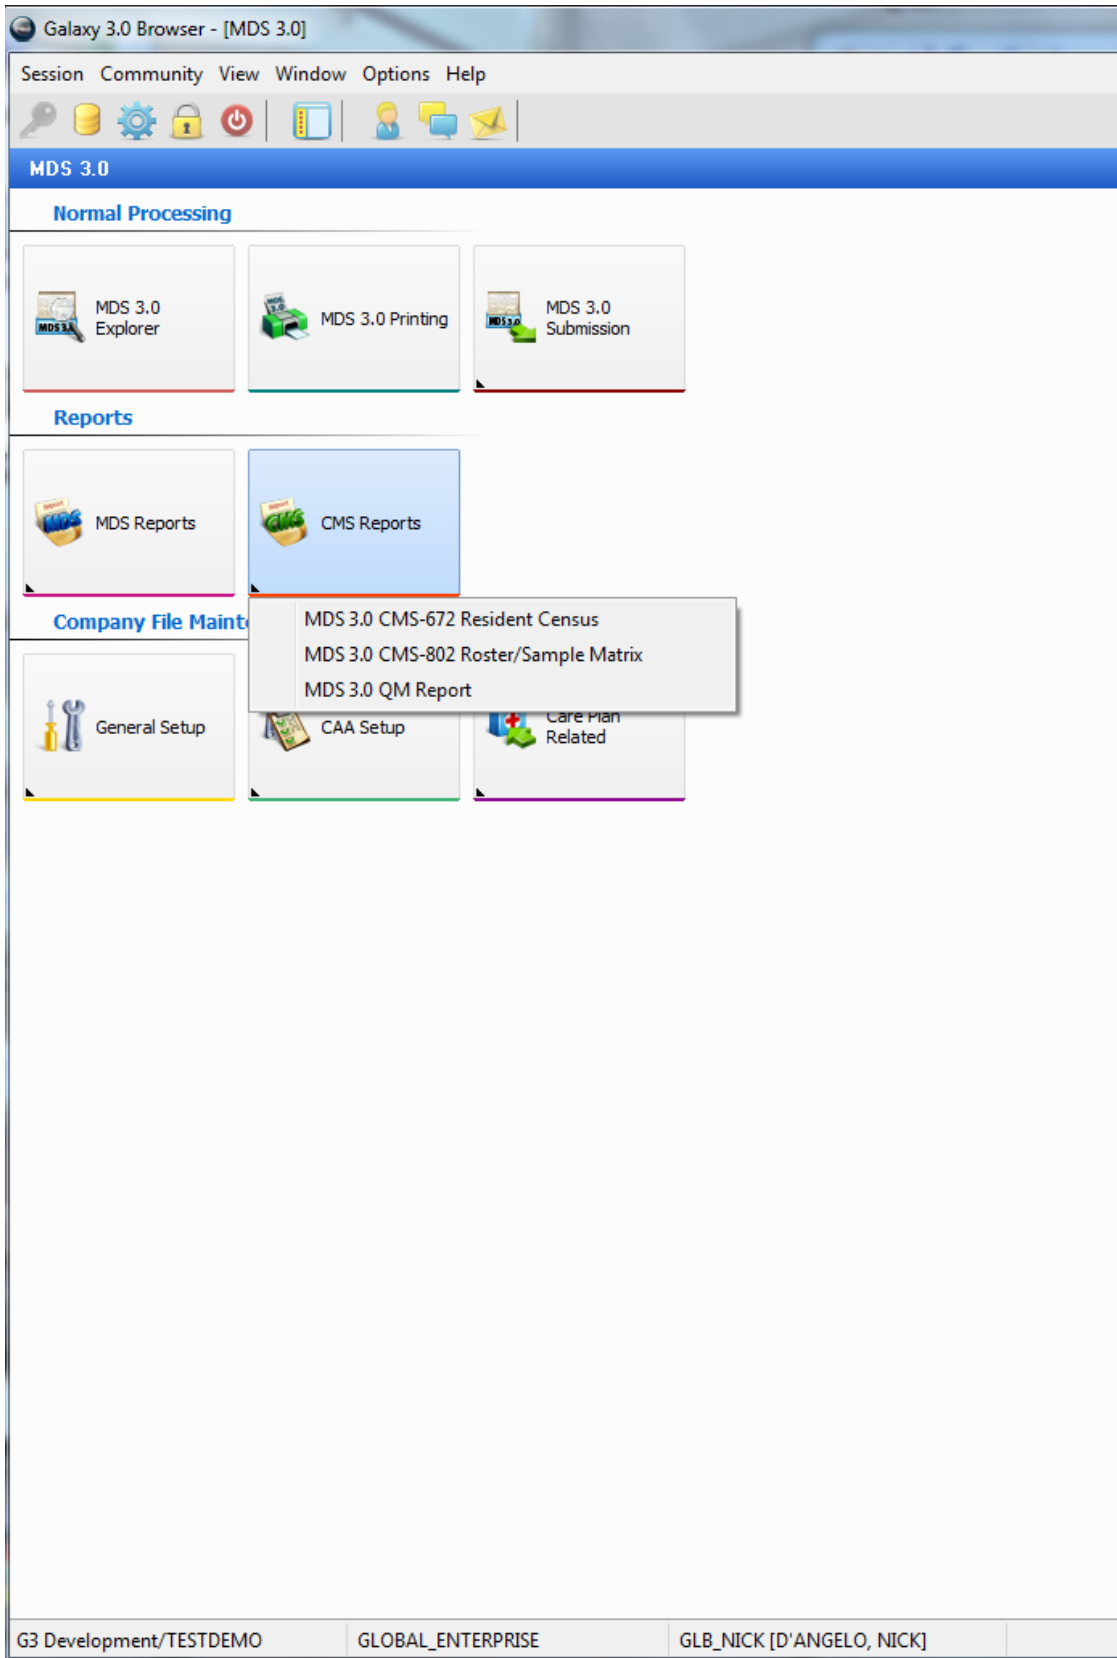 Galaxy 3.0 Browser - [MDS 3.0]
Session Community View Window Options Help
MDS 3.0
Normal Processing
MDS 3.0
Explorer
MDS 3.0 Printing
MDS 3.0
Submission
Reports
MDS Reports
CMS Reports
MDS 3.0 CMS-672 Resident Census
MDS 3.0 CMS-802 Roster/Sample Matrix
MDS 3.0 QM Report
Company File Maint
General Setup
CAA Setup
Care Plan
Related
G3 Development/TESTDEMO GLOBAL_ENTERPRISE GLB_NICK [D'ANGELO, NICK]